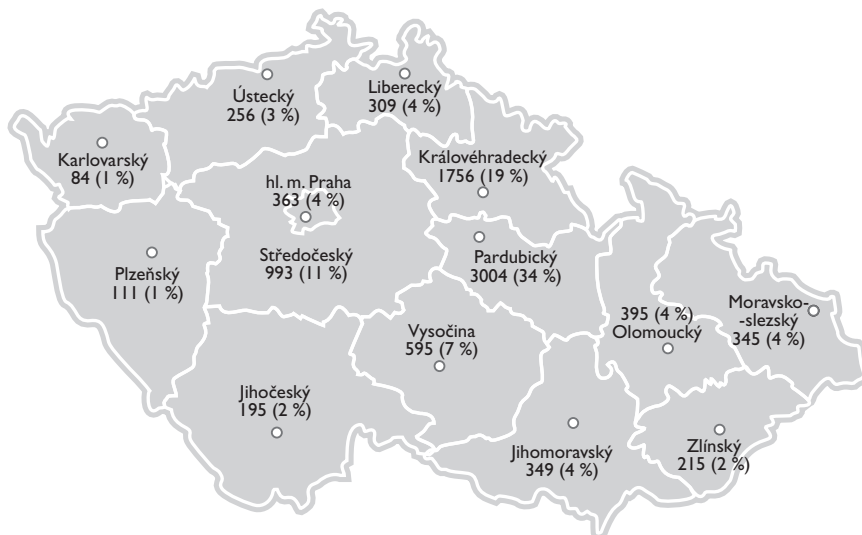 Ústecký
256 (3 %)
Liberecký
309 (4 %)
Karlovarský
84 (1 %)
Královéhradecký
1756 (19 %)
hl. m. Praha
363 (4 %)
Středočeský
993 (11 %)
Pardubický
3004 (34 %)
Plzeňský
111 (1 %)
Vysočina
595 (7 %)
395 (4 %)
Olomoucký
Moravsko-
-slezský
345 (4 %)
Jihočeský
195 (2 %)
Jihomoravský
349 (4 %)
Zlínský
215 (2 %)